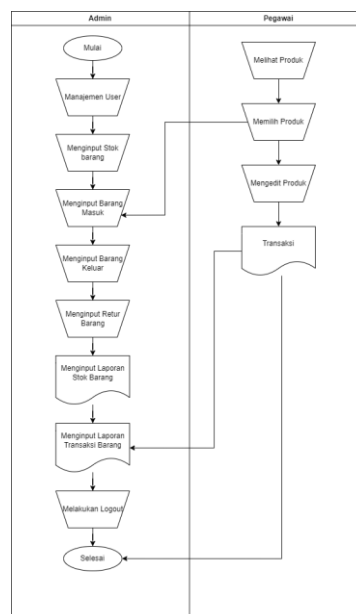 Admin
Pegawai
Mulai
Manajemen User
Menginput Stok
barang
Menginput Barang
Masuk
Menginput Barang
Keluar
Menginput Retur
Barang
Menginput Laporan
Stok Barang
Menginput Laporan
Transaksi Barang
Melakukan Logout
Selesai
Melihat Produk
Memilih Produk
Mengedit Produk
Transaksi